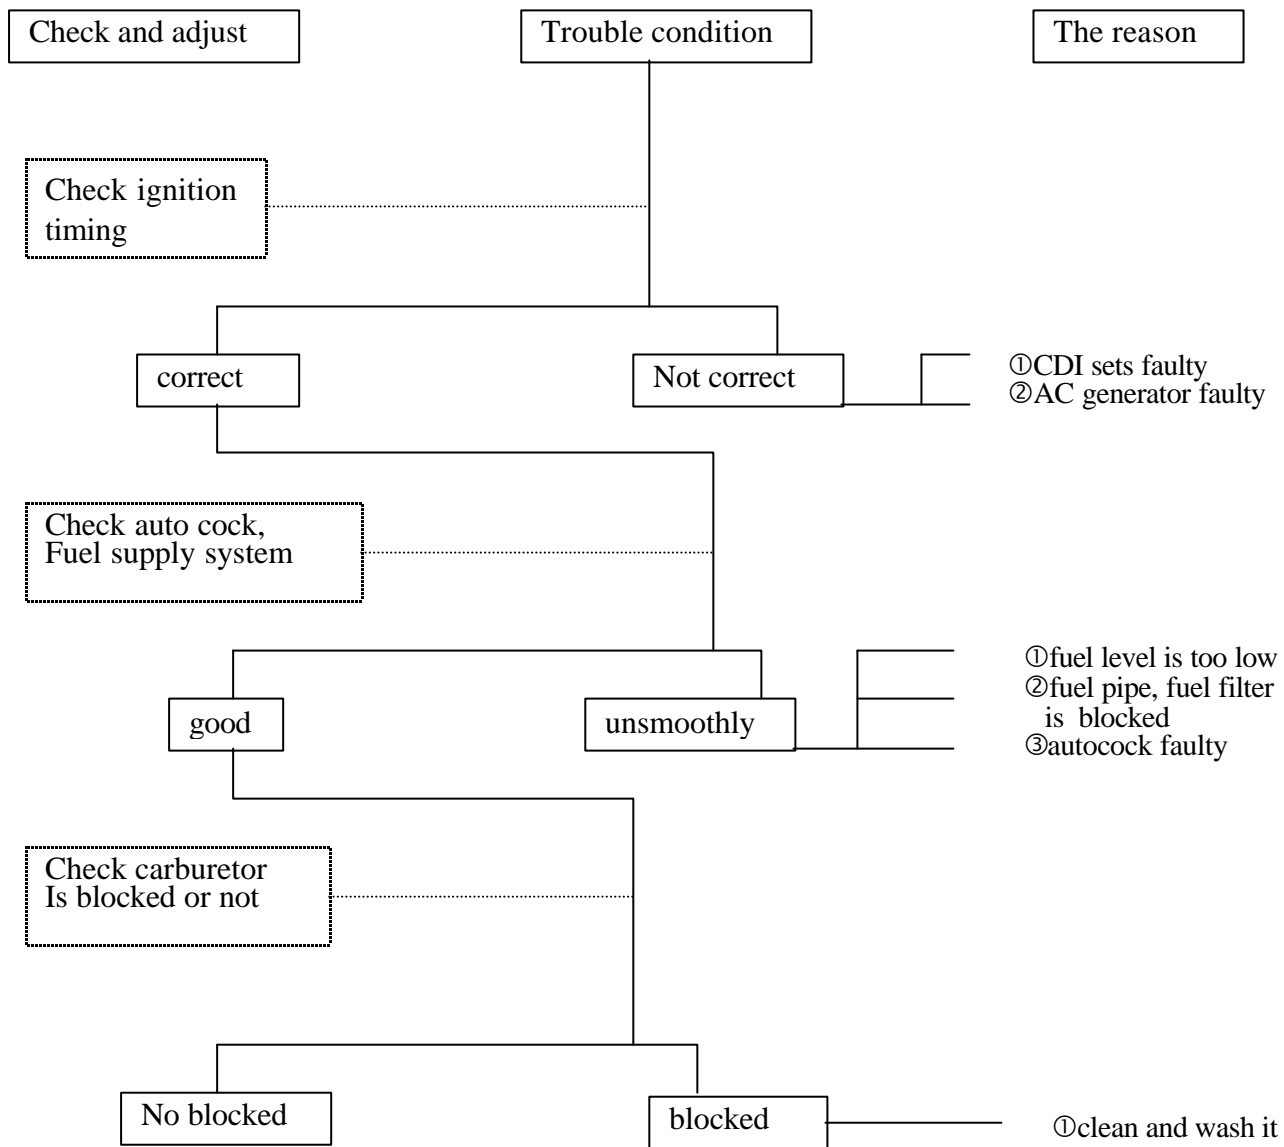 Check and adjust
Trouble condition
The reason
Check ignition
timing
correct
Not correct
①CDI sets faulty
②AC generator faulty
Check auto cock,
Fuel supply system
good
unsmoothly
①fuel level is too low
②fuel pipe, fuel filter
is blocked
③autocock faulty
Check carburetor
Is blocked or not
No blocked
blocked
①clean and wash it